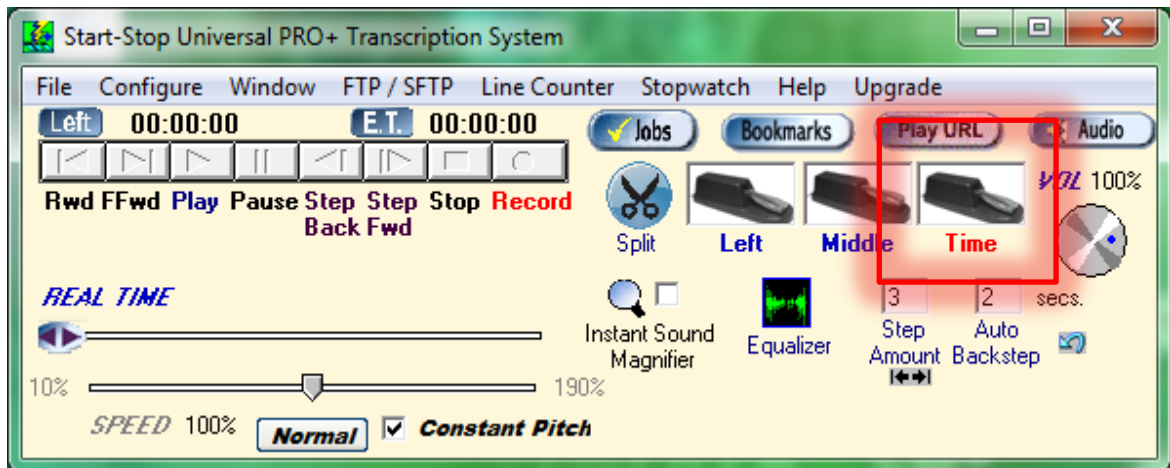 Start-Stop Universal PRO+ Transcription System
File Configure Window FTP / SFTP Line Counter Stopwatch Help Upgrade
Left 00:00:00 E.T. 00:00:00 Jobs Bookmarks Play URL Audio
Rwd FFwd Play Pause Step Step Stop Record
Back Fwd
VOL 100%
Split Left Middle Time
REAL TIME
3 2 secs.
Instant Sound
Magnifier
Equalizer
Step Auto
Amount Backstep
10% 190%
SPEED 100% Normal Constant Pitch